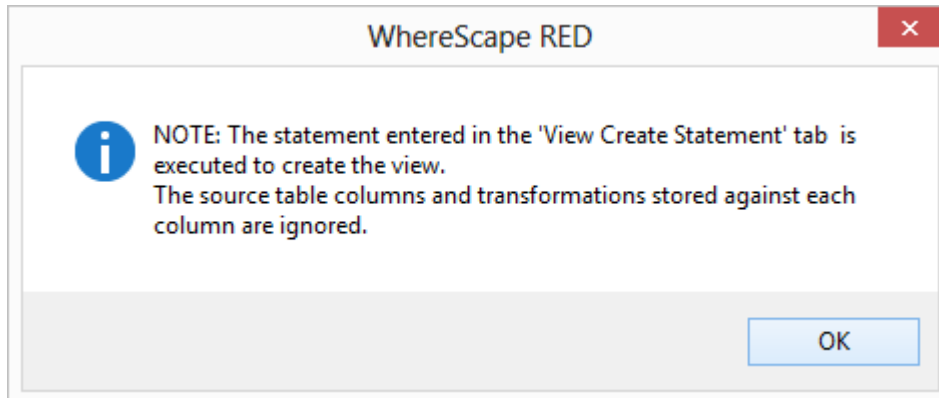 WhereScape RED
NOTE: The statement entered in the 'View Create Statement' tab  is
executed to create the view.
The source table columns and transformations stored against each
column are ignored.
OK